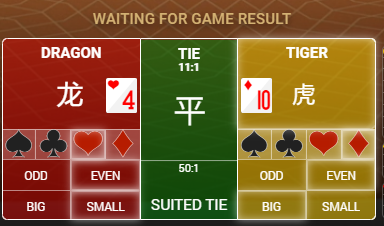 WAITING FOR GAME RESULT
DRAGON
TIE
11:1
TIGER
龙
4
平
10
虎
ODD
EVEN
50:1
ODD
EVEN
BIG
SMALL
SUITED TIE
BIG
SMALL